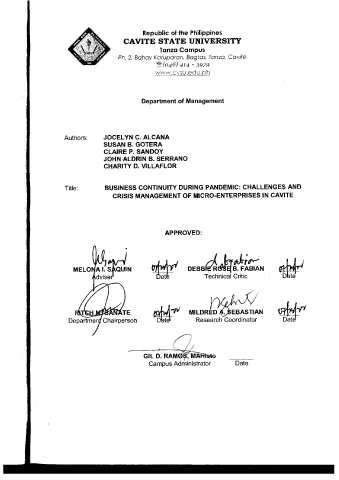 Republic of the Philippines
CAVITE STATE UNIVERSITY
Tanza Campus
Ph. 2, Bahay Katuparan, Bagtas, Tanza, Cavite
(046) 414 - 3979
www.cvsu.edu.ph
Department of Management
Authors: JOCELYN C. ALCANA
SUSAN B. GOTERA
CLAIRE P. SANDOY
JOHN ALDRIN B. SERRANO
CHARITY D. VILLAFLOR
Title: BUSINESS CONTINUITY DURING PANDEMIC: CHALLENGES AND
CRISIS MANAGEMENT OF MICRO-ENTERPRISES IN CAVITE
APPROVED:
MELONA I. SAQUIN DEBBIE ROSE B. FABIAN
Adviser Date Technical Critic Date
RITCH M. BANATE MILDRED A. SEBASTIAN
Department Chairperson Date Research Coordinator Date
GIL D. RAMOS,
Campus Administrator Date